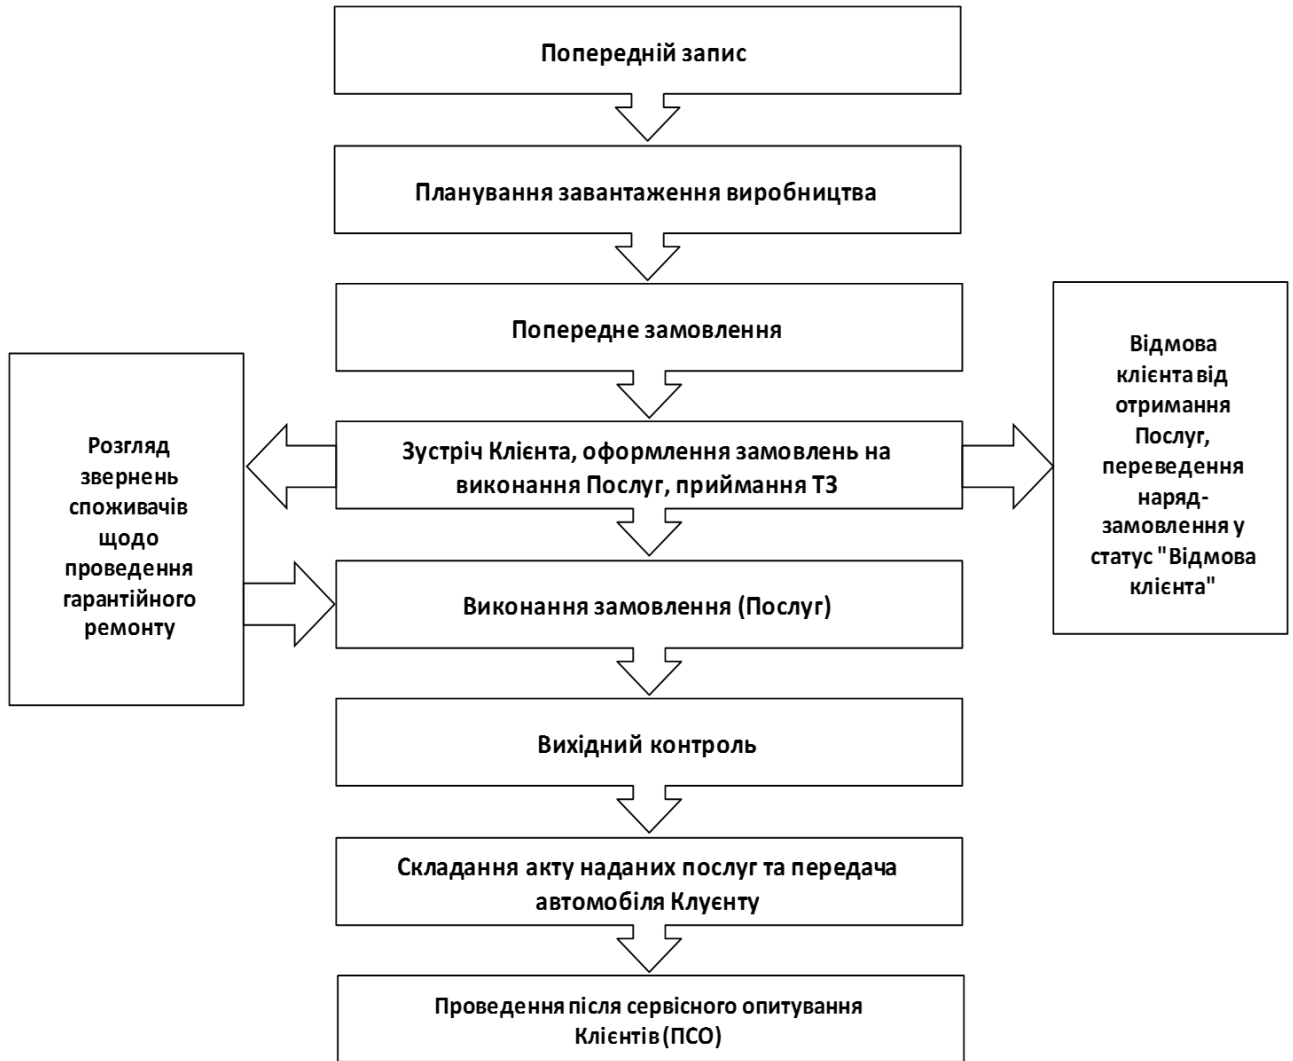 Попередній запис
Планування завантаження виробництва
Попереднє замовлення
Зустріч Клієнта, оформлення замовлень на
виконання Послуг, приймання ТЗ
Розгляд
звернень
споживачів
щодо
проведення
гарантійного
ремонту
Відмова
клієнта від
отримання
Послуг,
переведення
наряд-
замовлення у
статус "Відмова
клієнта"
Виконання замовлення (Послуг)
Вихідний контроль
Складання акту наданих послуг та передача
автомобіля Клуєнту
Проведення після сервісного опитування
Клієнтів (ПСО)